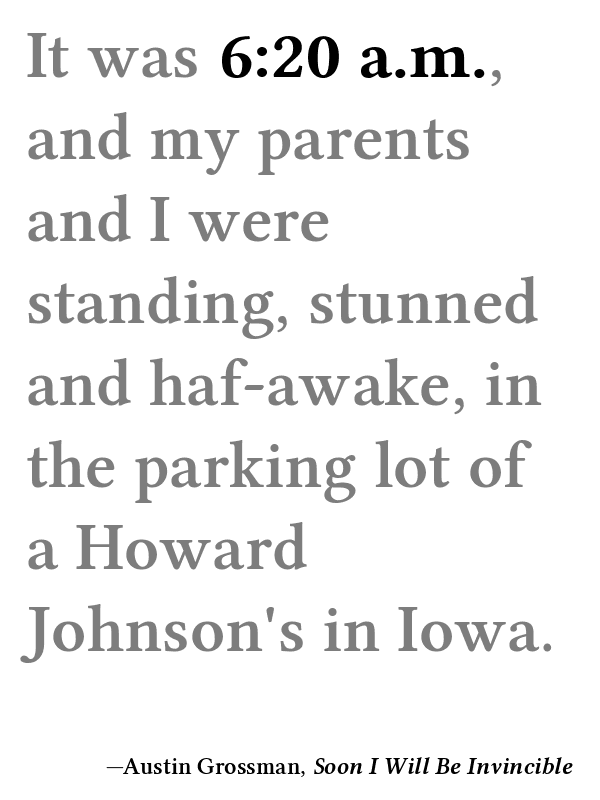 It was 6:20 a.m.,
and my parents
and I were
standing, stunned
and haf-awake, in
the parking lot of
a Howard
Johnson's in Iowa.
—Austin Grossman, Soon I Will Be Invincible